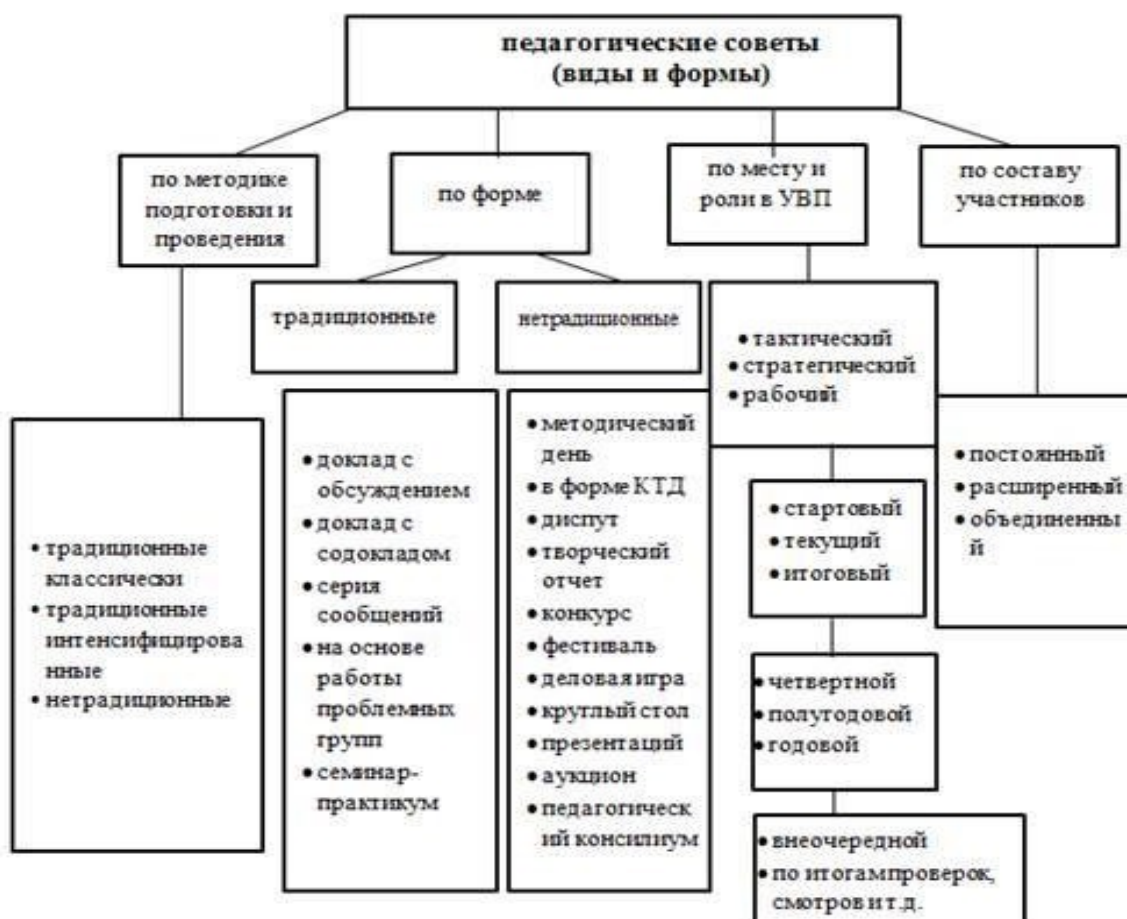 педагогические советы
(виды и формы)
по методике
подготовки и
проведения
по форме
по месту и
роли в УВП
по составу
участников
традиционные
нетрадиционные
• тактический
• стратегический
• рабочий
• традиционные
классически
• традиционные
интенсифицирова
нные
• нетрадиционные
• доклад с
обсуждением
• доклад с
содокладом
• серия
сообщений
• на основе
работы
проблемных
групп
• семинар-
практикум
• методический
день
• в форме КТД
• диспут
• творческий
отчет
• конкурс
• фестиваль
• деловая игра
• круглый стол
• презентаций
• аукцион
• педагогическ
ий консилиум
• стартовый
• текущий
• итоговый
• четвертной
• полугодовой
• годовой
• внеочередной
• по итогам проверок,
смотров и т.д.
• постоянный
• расширенный
• объединенны
й